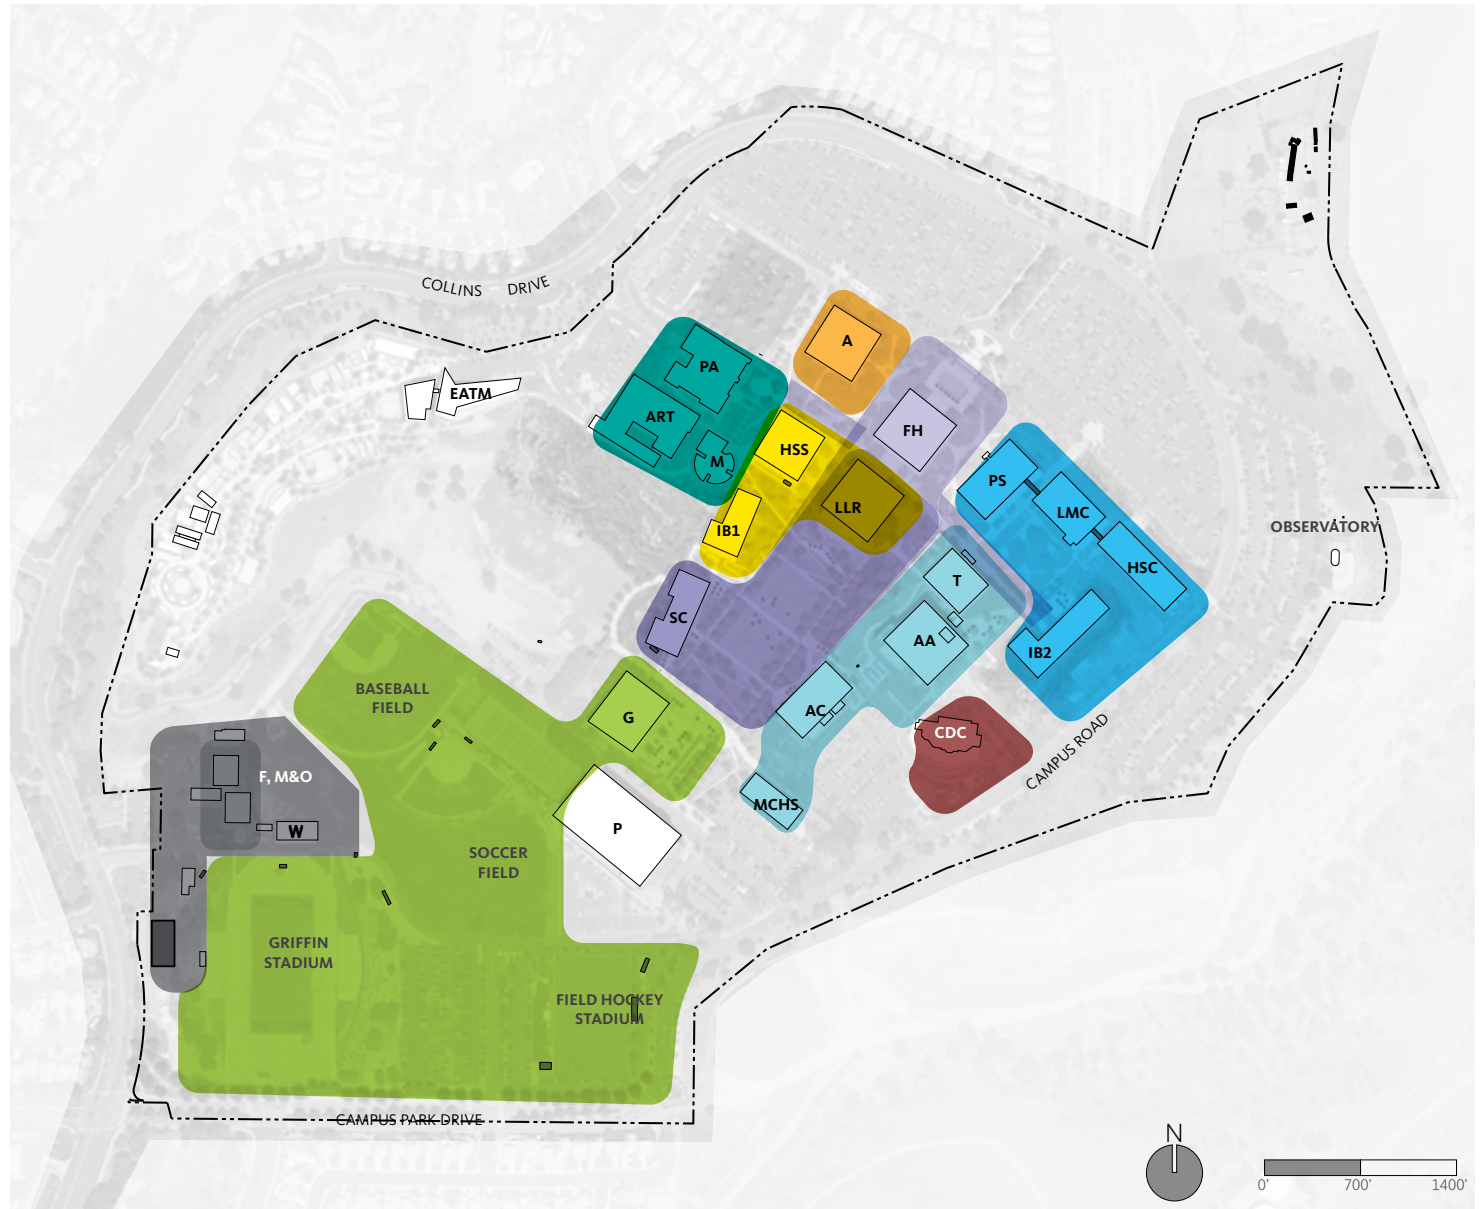 COLLINS DRIVE
A
PA
EATM
ART
FH
HSS
M
PS
LLR
LMC
IB1
OBSERVATORY
HSC
T
SC
AA
IB2
BASEBALL
FIELD
G
AC
CDC
CAMPUS ROAD
F, M&O
MCHS
W
P
SOCCER
FIELD
GRIFFIN
STADIUM
FIELD HOCKEY
STADIUM
CAMPUS PARK DRIVE
N
0' 700' 1400'